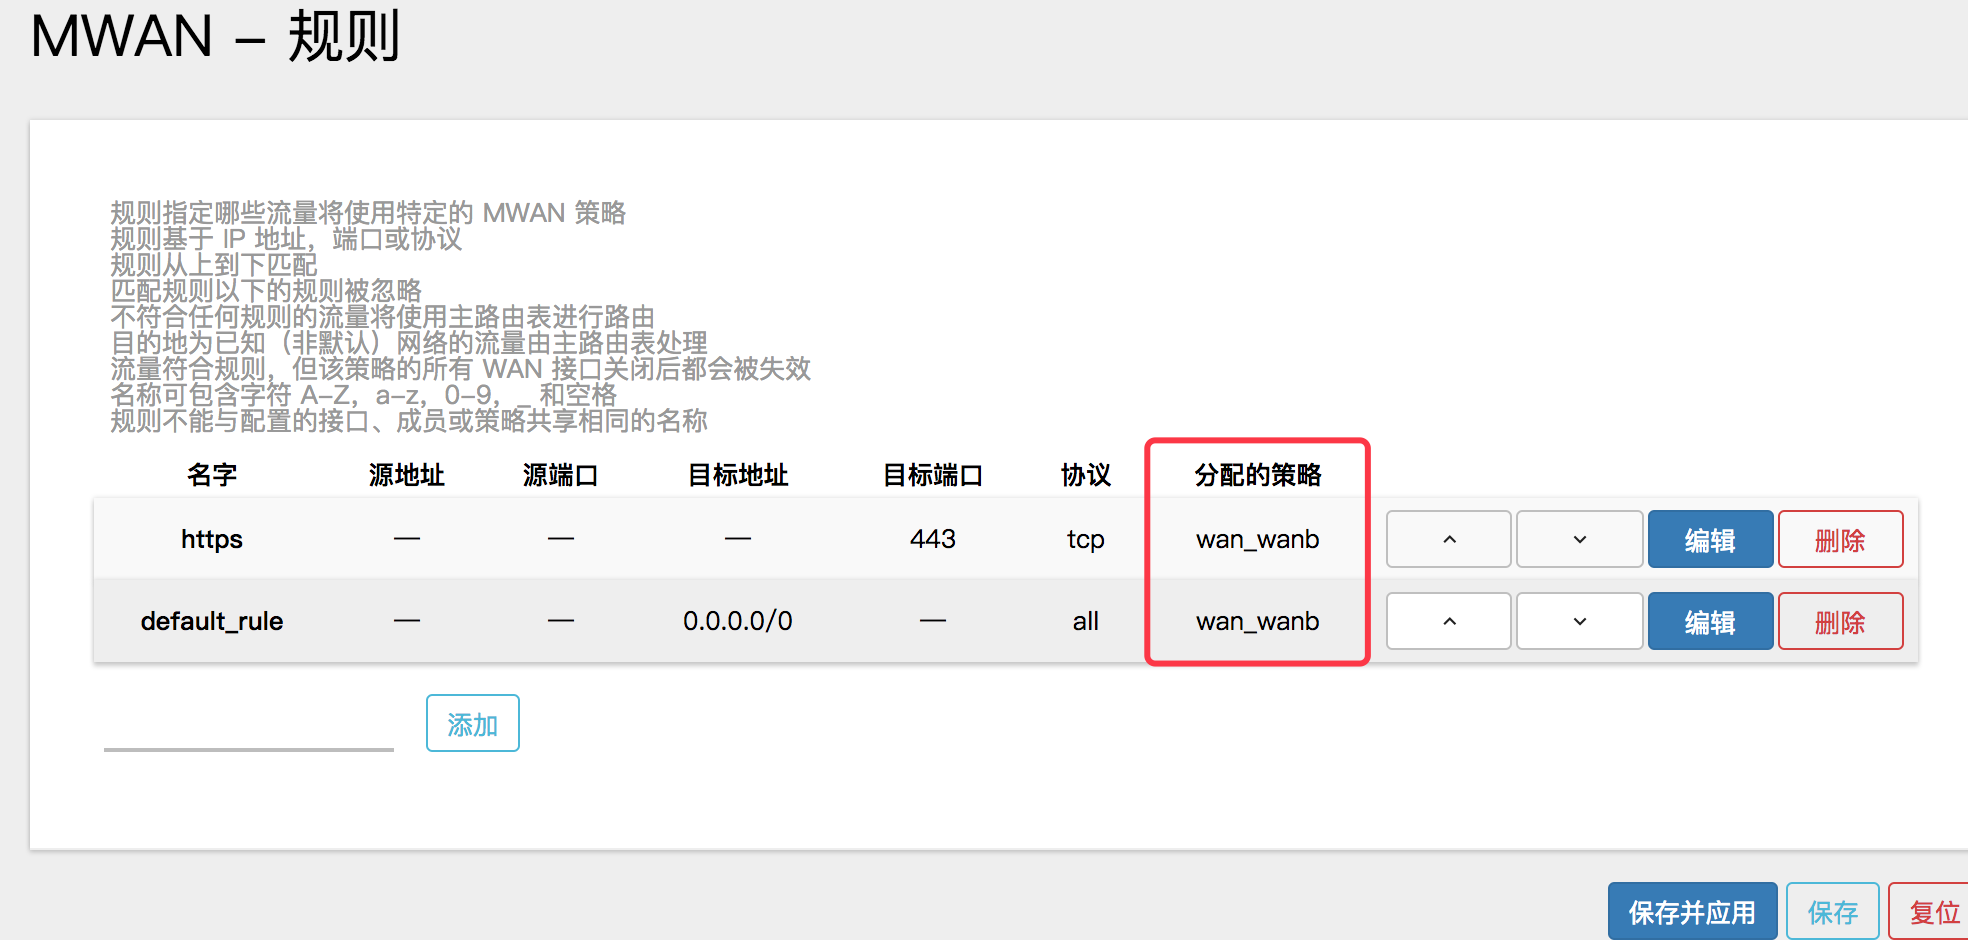 MWAN – 规则
规则指定哪些流量将使用特定的 MWAN 策略
规则基于 IP 地址，端口或协议
规则从上到下匹配
匹配规则以下的规则被忽略
不符合任何规则的流量将使用主路由表进行路由
目的地为已知（非默认）网络的流量由主路由表处理
流量符合规则，但该策略的所有 WAN 接口关闭后都会被失效
名称可包含字符 A-Z，a-z，0-9，_ 和空格
规则不能与配置的接口、成员或策略共享相同的名称
名字 源地址 源端口 目标地址 目标端口 协议 分配的策略
https — — — 443 tcp wan_wanb 编辑 删除
default_rule — — 0.0.0.0/0 — all wan_wanb 编辑 删除
添加
保存并应用 保存 复位